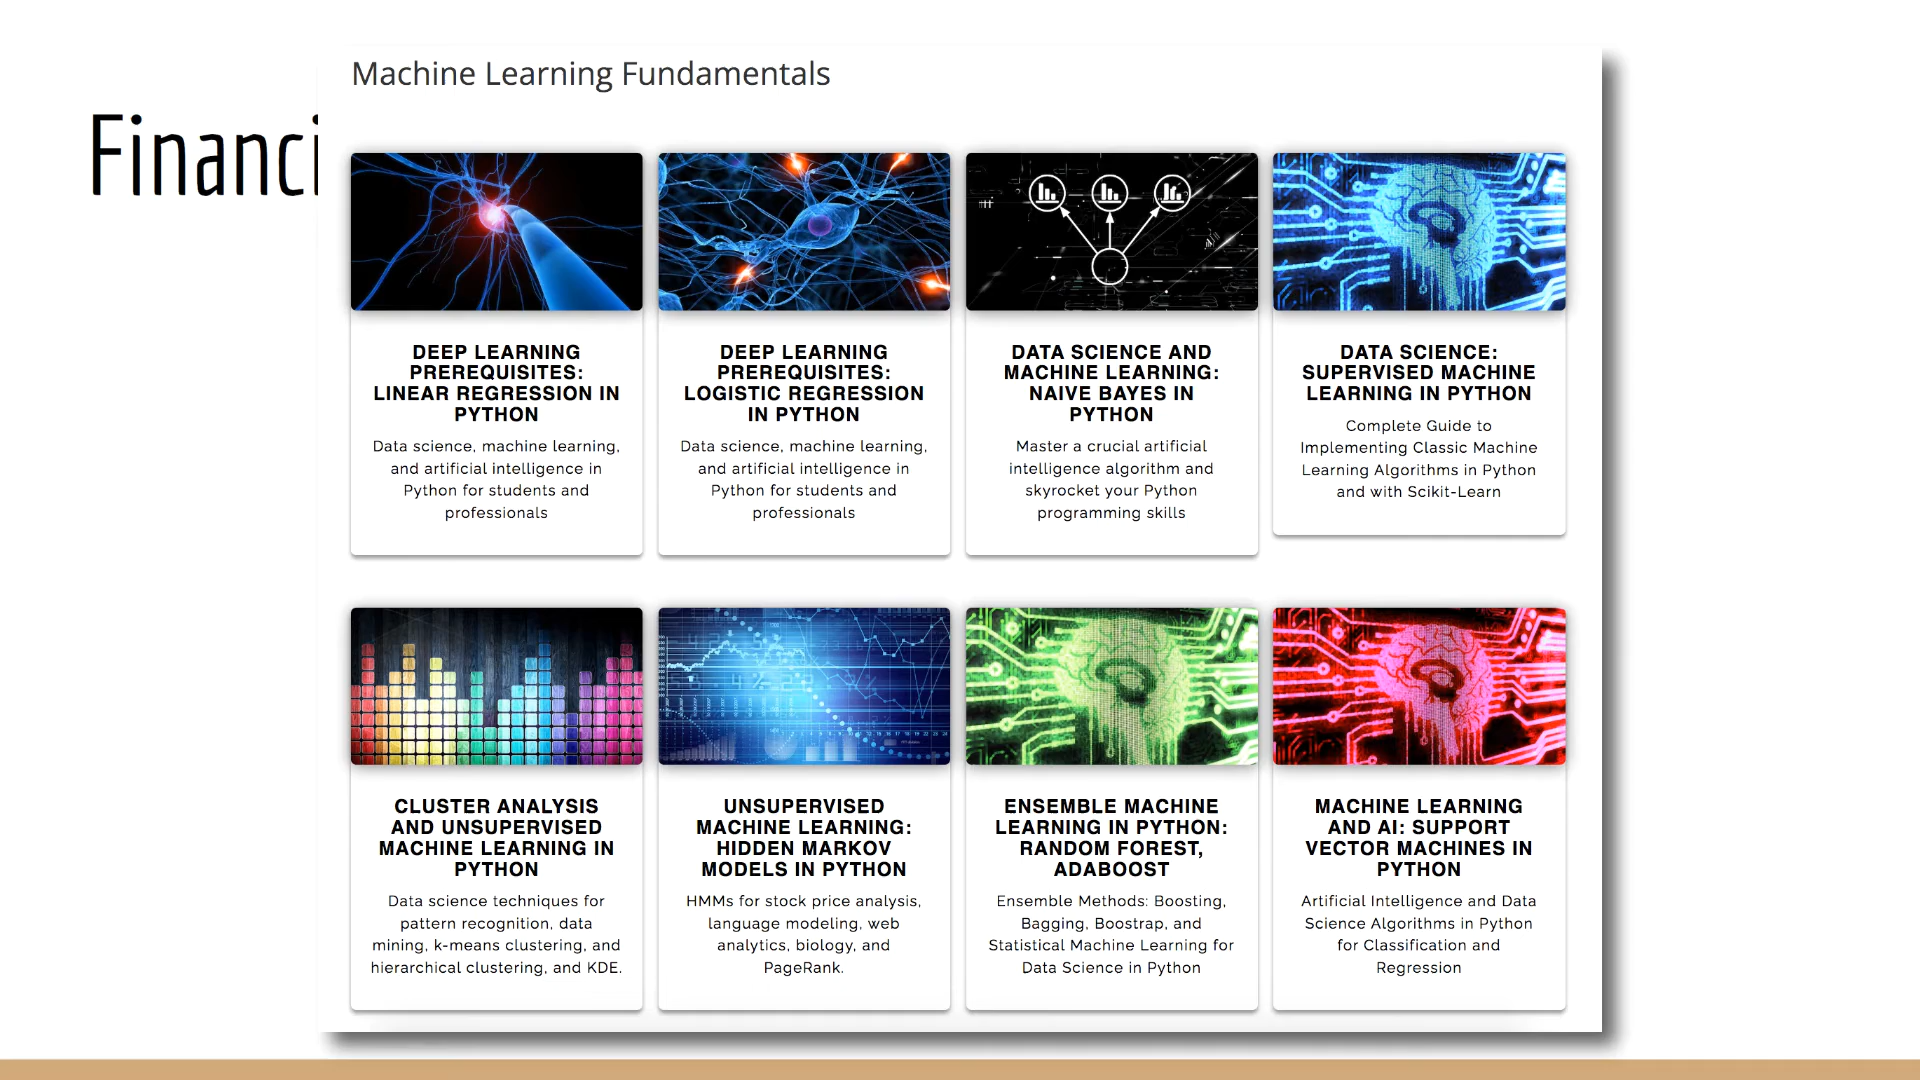 Machine Learning Fundamentals
Financi
DEEP LEARNING
PREREQUISITES:
LINEAR REGRESSION IN
PYTHON
Data science, machine learning,
and artificial intelligence in
Python for students and
professionals
DEEP LEARNING
PREREQUISITES:
LOGISTIC REGRESSION
IN PYTHON
Data science, machine learning,
and artificial intelligence in
Python for students and
professionals
DATA SCIENCE AND
MACHINE LEARNING:
NAIVE BAYES IN
PYTHON
Master a crucial artificial
intelligence algorithm and
skyrocket your Python
programming skills
DATA SCIENCE:
SUPERVISED MACHINE
LEARNING IN PYTHON
Complete Guide to
Implementing Classic Machine
Learning Algorithms in Python
and with Scikit-Learn
CLUSTER ANALYSIS
AND UNSUPERVISED
MACHINE LEARNING IN
PYTHON
Data science techniques for
pattern recognition, data
mining, k-means clustering, and
hierarchical clustering, and KDE.
UNSUPERVISED
MACHINE LEARNING:
HIDDEN MARKOV
MODELS IN PYTHON
HMMs for stock price analysis,
language modeling, web
analytics, biology, and
PageRank.
ENSEMBLE MACHINE
LEARNING IN PYTHON:
RANDOM FOREST,
ADABOOST
Ensemble Methods: Boosting,
Bagging, Boostrap, and
Statistical Machine Learning for
Data Science in Python
MACHINE LEARNING
AND AI: SUPPORT
VECTOR MACHINES IN
PYTHON
Artificial Intelligence and Data
Science Algorithms in Python
for Classification and
Regression